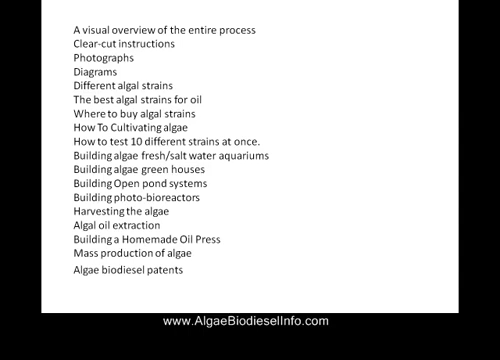 A visual overview of the entire process
Clear-cut instructions
Photographs
Diagrams
Different algal strains
The best algal strains for oil
Where to buy algal strains
How To Cultivating algae
How to test 10 different strains at once.
Building algae fresh/salt water aquariums
Building algae green houses
Building Open pond systems
Building photo-bioreactors
Harvesting the algae
Algal oil extraction
Building a Homemade Oil Press
Mass production of algae
Algae biodiesel patents
www.AlgaeBiodieselInfo.com